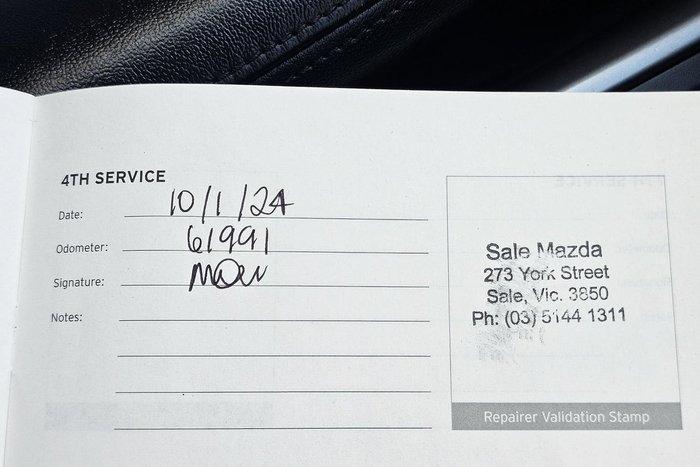 4TH SERVICE
Date: 10/1/24
Odometer: 61991
Signature:
Notes:
Sale Mazda
273 York Street
Sale, Vic. 3850
Ph: (03) 5144 1311
Repairer Validation Stamp